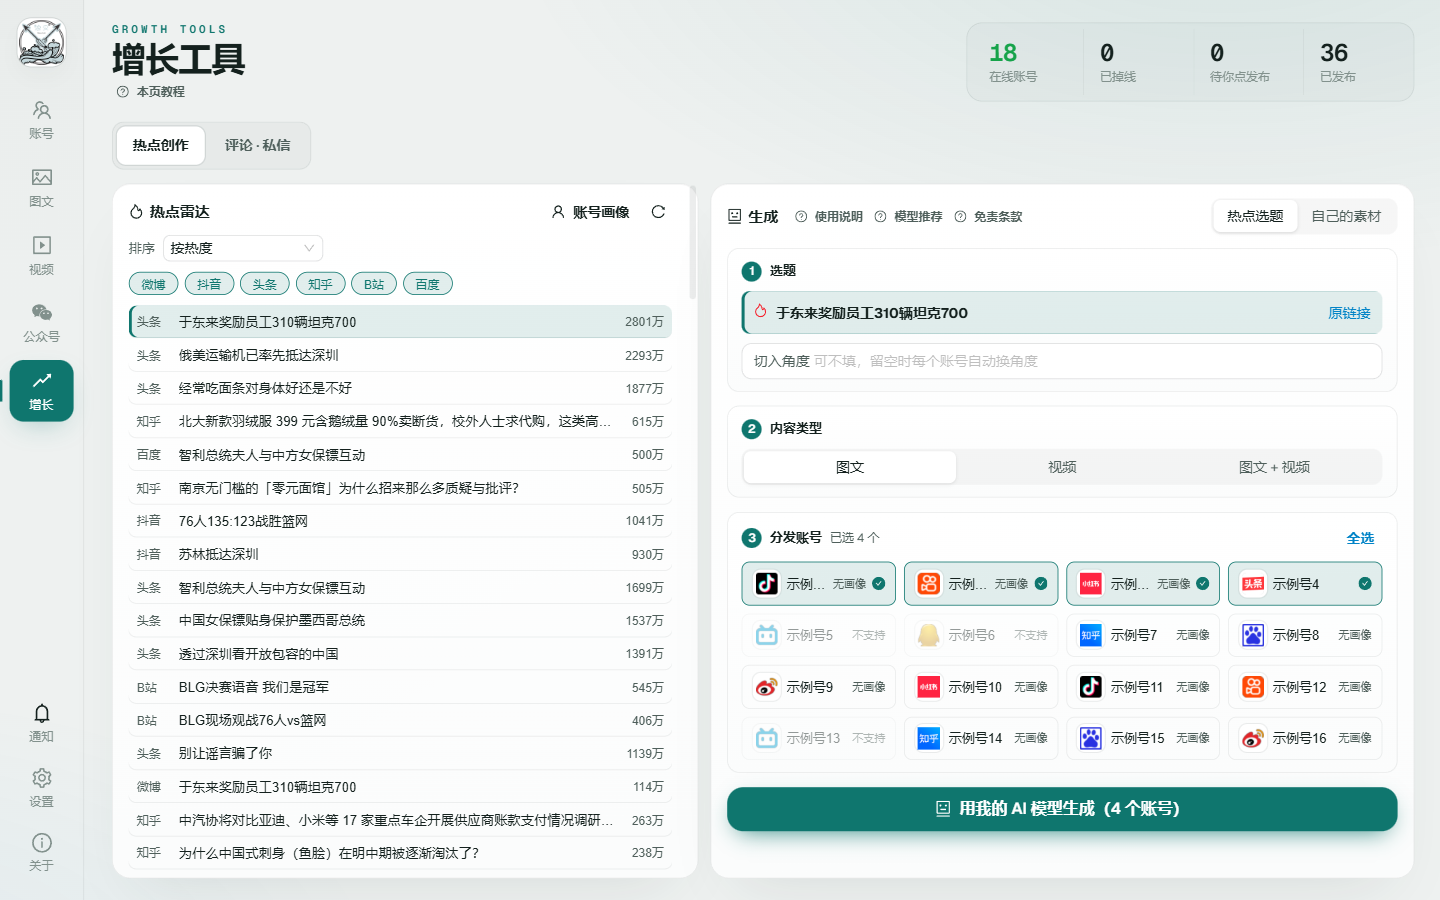 GROWTH TOOLS
增长工具
本页教程
18
在线账号
0
已掉线
0
待你点发布
36
已发布
账号
图文
视频
公众号
增长
通知
设置
关于
热点创作
评论 · 私信
热点雷达
账号画像
排序
按热度
微博
抖音
头条
知乎
B站
百度
头条 于东来奖励员工310辆坦克700 2801万
头条 俄美运输机已率先抵达深圳 2293万
头条 经常吃面条对身体好还是不好 1877万
知乎 北大新款羽绒服 399 元含鹅绒量 90%卖断货，校外人士求代购，这类高... 615万
百度 智利总统夫人与中方女保镖互动 500万
知乎 南京无门槛的「零元面馆」为什么招来那么多质疑与批评？ 505万
抖音 76人135:123战胜篮网 1041万
抖音 苏林抵达深圳 930万
头条 智利总统夫人与中方女保镖互动 1699万
头条 中国女保镖贴身保护墨西哥总统 1537万
头条 透过深圳看开放包容的中国 1391万
B站 BLG决赛语音 我们是冠军 545万
B站 BLG现场观战76人vs篮网 406万
头条 别让谣言骗了你 1139万
微博 于东来奖励员工310辆坦克700 114万
知乎 中汽协将对比亚迪、小米等 17 家重点车企开展供应商账款支付情况调研... 263万
知乎 为什么中国式刺身（鱼脍）在明中期被逐渐淘汰了？ 238万
生成
使用说明
模型推荐
免责条款
热点选题
自己的素材
1 选题
于东来奖励员工310辆坦克700 原链接
切入角度 可不填，留空时每个账号自动换角度
2 内容类型
图文
视频
图文 + 视频
3 分发账号 已选 4 个 全选
示例... 无画像
示例... 无画像
小红书 示例... 无画像
头条 示例号4
示例号5 不支持
示例号6 不支持
知乎 示例号7 无画像
示例号8 无画像
示例号9 无画像
小红书 示例号10 无画像
示例号11 无画像
示例号12 无画像
示例号13 不支持
知乎 示例号14 无画像
示例号15 无画像
示例号16 无画像
用我的 AI 模型生成（4 个账号）